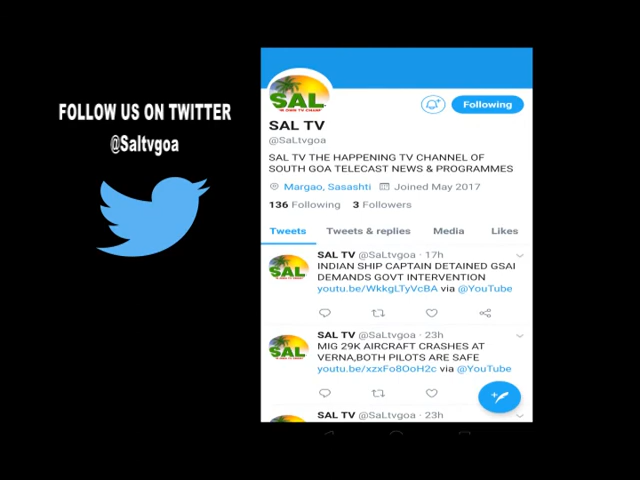 FOLLOW US ON TWITTER
@Saltvgoa
SAL
Following
SAL TV
@SaLtvgoa
SAL TV THE HAPPENING TV CHANNEL OF
SOUTH GOA TELECAST NEWS & PROGRAMMES
Margao, Sasashti Joined May 2017
136 Following 3 Followers
Tweets Tweets & replies Media Likes
SAL TV @SaLtvgoa · 17h
SAL
INDIAN SHIP CAPTAIN DETAINED GSAI
DEMANDS GOVT INTERVENTION
youtu.be/WkkgLTyVcBA via @YouTube
SAL TV @SaLtvgoa · 23h
SAL
MIG 29K AIRCRAFT CRASHES AT
VERNA,BOTH PILOTS ARE SAFE
youtu.be/xzxFo8OoH2c via @YouTube
SAL TV @SaLtvgoa · 23h